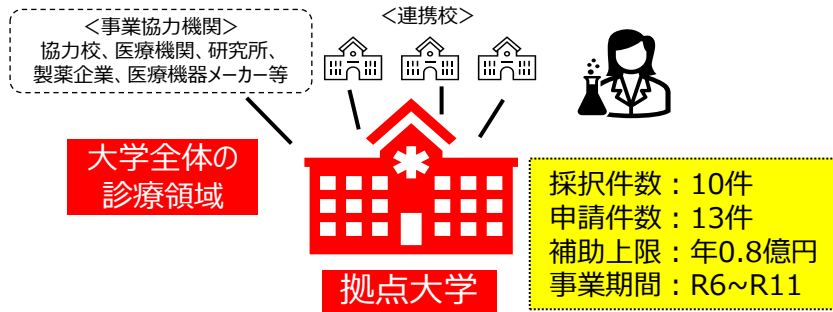 ＜事業協力機関＞
協力校、医療機関、研究所、
製薬企業、医療機器メーカー等
＜連携校＞
大学全体の
診療領域
拠点大学
採択件数：10件
申請件数：13件
補助上限：年0.8億円
事業期間：R6~R11